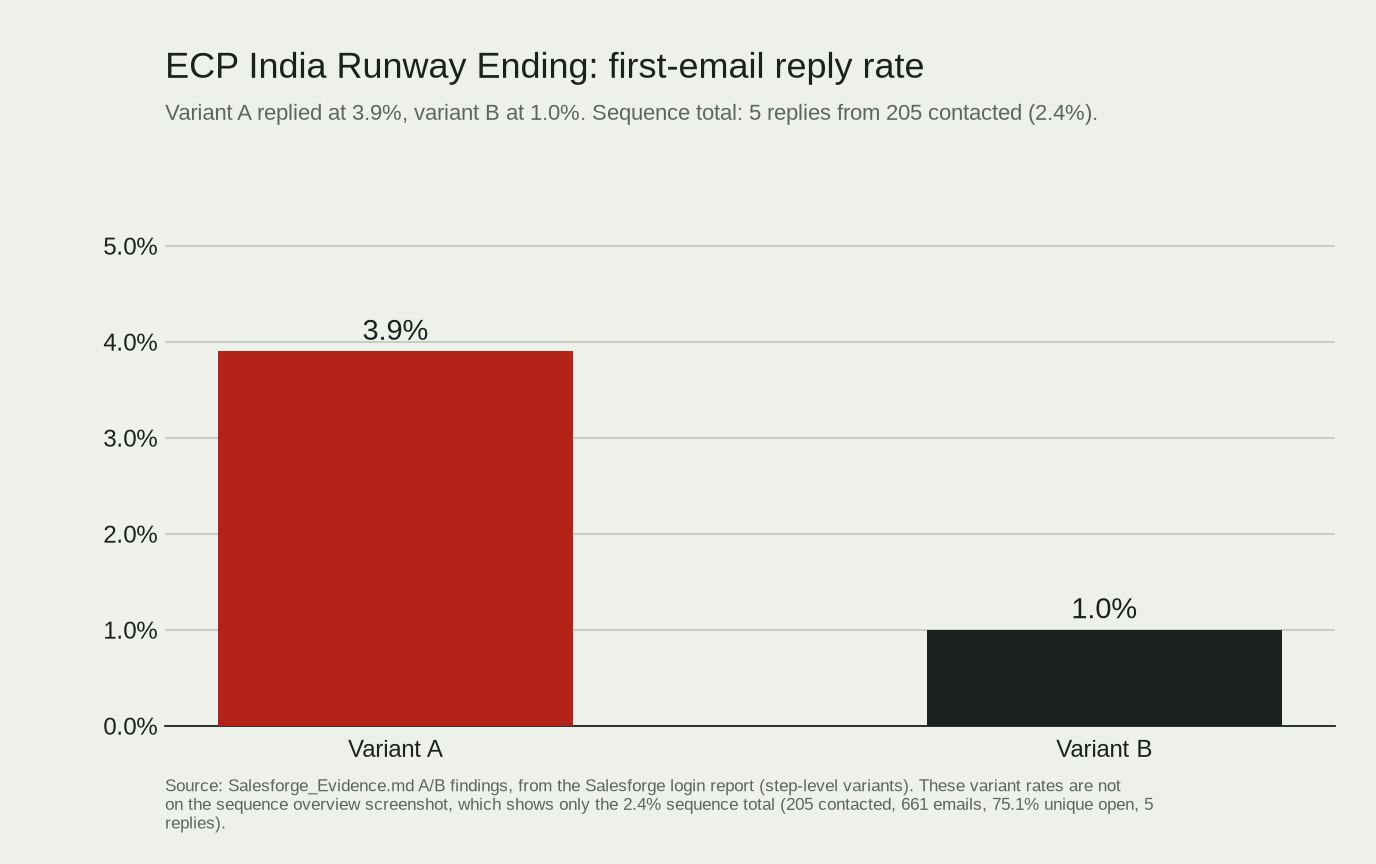 ECP India Runway Ending: first-email reply rate
Variant A replied at 3.9%, variant B at 1.0%. Sequence total: 5 replies from 205 contacted (2.4%).
5.0%
4.0%
3.0%
2.0%
1.0%
0.0%
3.9%
1.0%
Variant A
Variant B
Source: Salesforge_Evidence.md A/B findings, from the Salesforge login report (step-level variants). These variant rates are not
on the sequence overview screenshot, which shows only the 2.4% sequence total (205 contacted, 661 emails, 75.1% unique open, 5
replies).